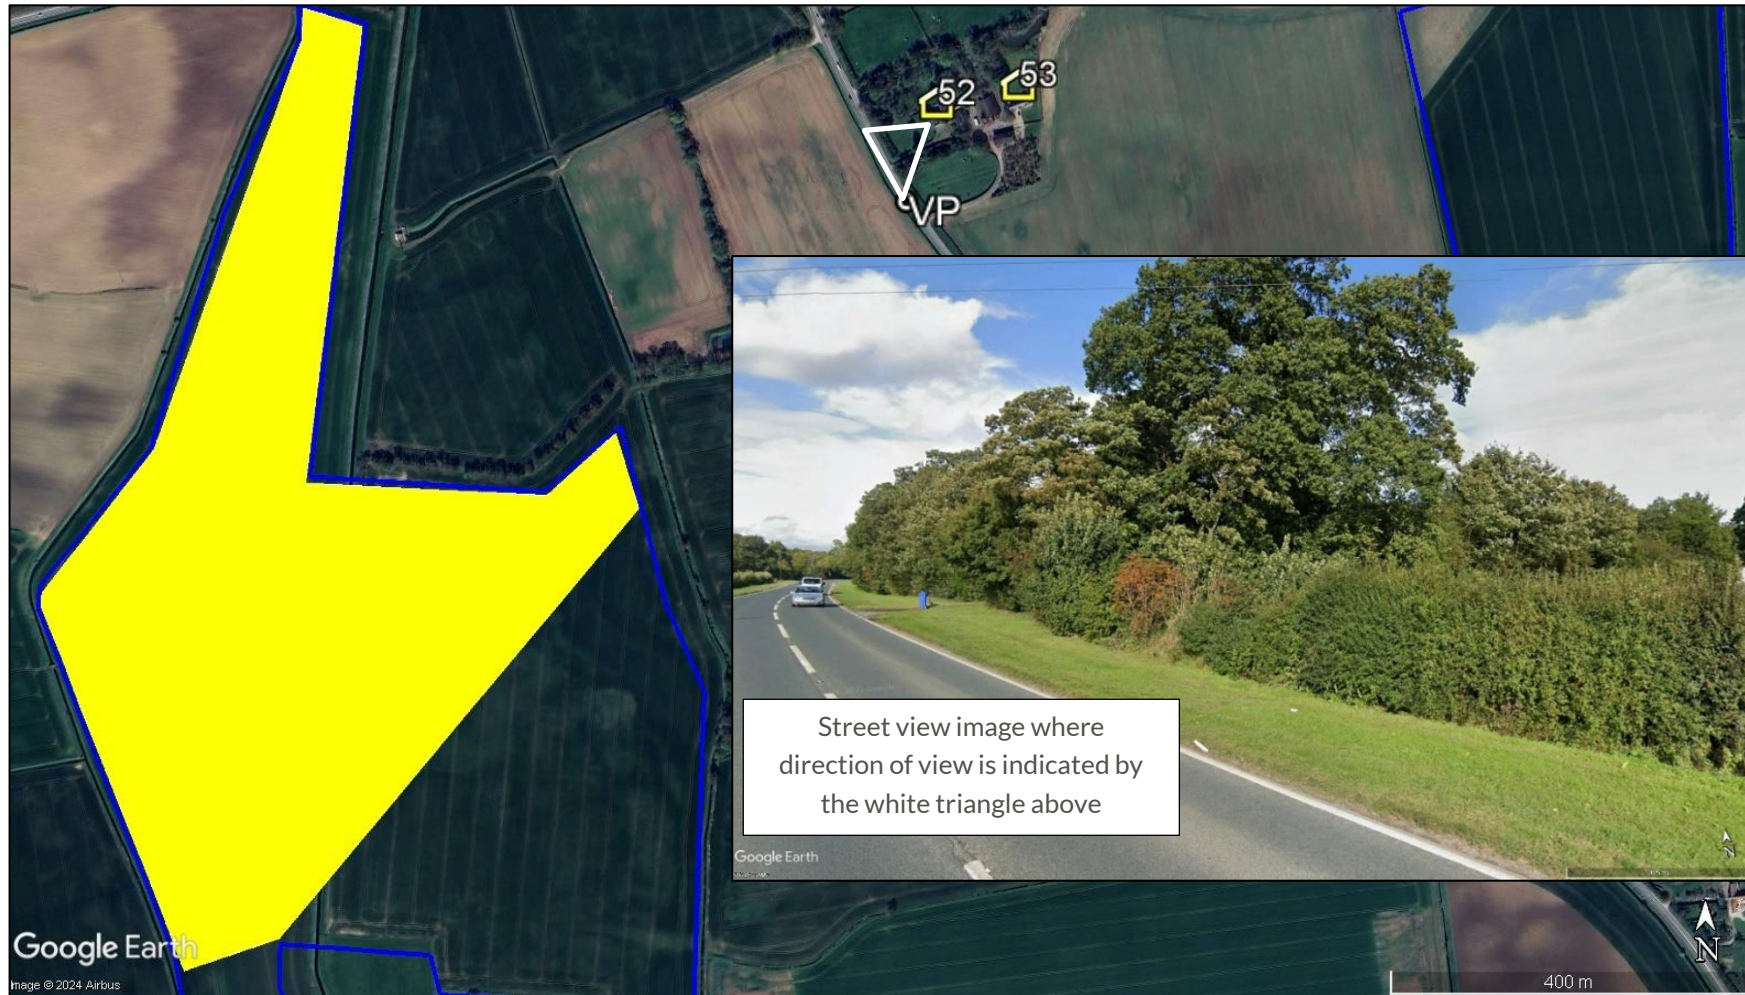 52
53
VP
Street view image where
direction of view is indicated by
the white triangle above
Google Earth
N
Google Earth
Image © 2024 Airbus
N
400 m